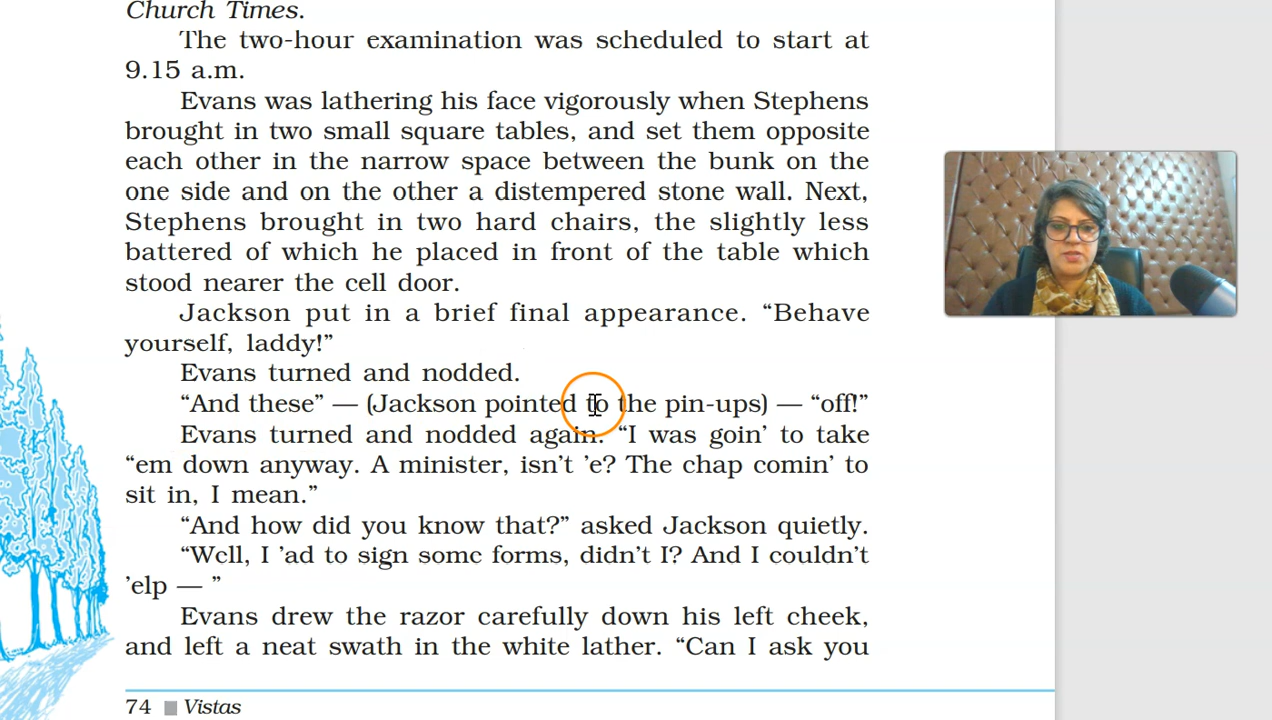 Church Times.
The two-hour examination was scheduled to start at
9.15 a.m.
Evans was lathering his face vigorously when Stephens
brought in two small square tables, and set them opposite
each other in the narrow space between the bunk on the
one side and on the other a distempered stone wall. Next,
Stephens brought in two hard chairs, the slightly less
battered of which he placed in front of the table which
stood nearer the cell door.
Jackson put in a brief final appearance. “Behave
yourself, laddy!”
Evans turned and nodded.
“And these” — (Jackson pointed to the pin-ups) — “off!”
Evans turned and nodded again. “I was goin’ to take
“em down anyway. A minister, isn’t ’e? The chap comin’ to
sit in, I mean.”
“And how did you know that?” asked Jackson quietly.
“Well, I ’ad to sign some forms, didn’t I? And I couldn’t
’elp — ”
Evans drew the razor carefully down his left cheek,
and left a neat swath in the white lather. “Can I ask you
74 ■ Vistas